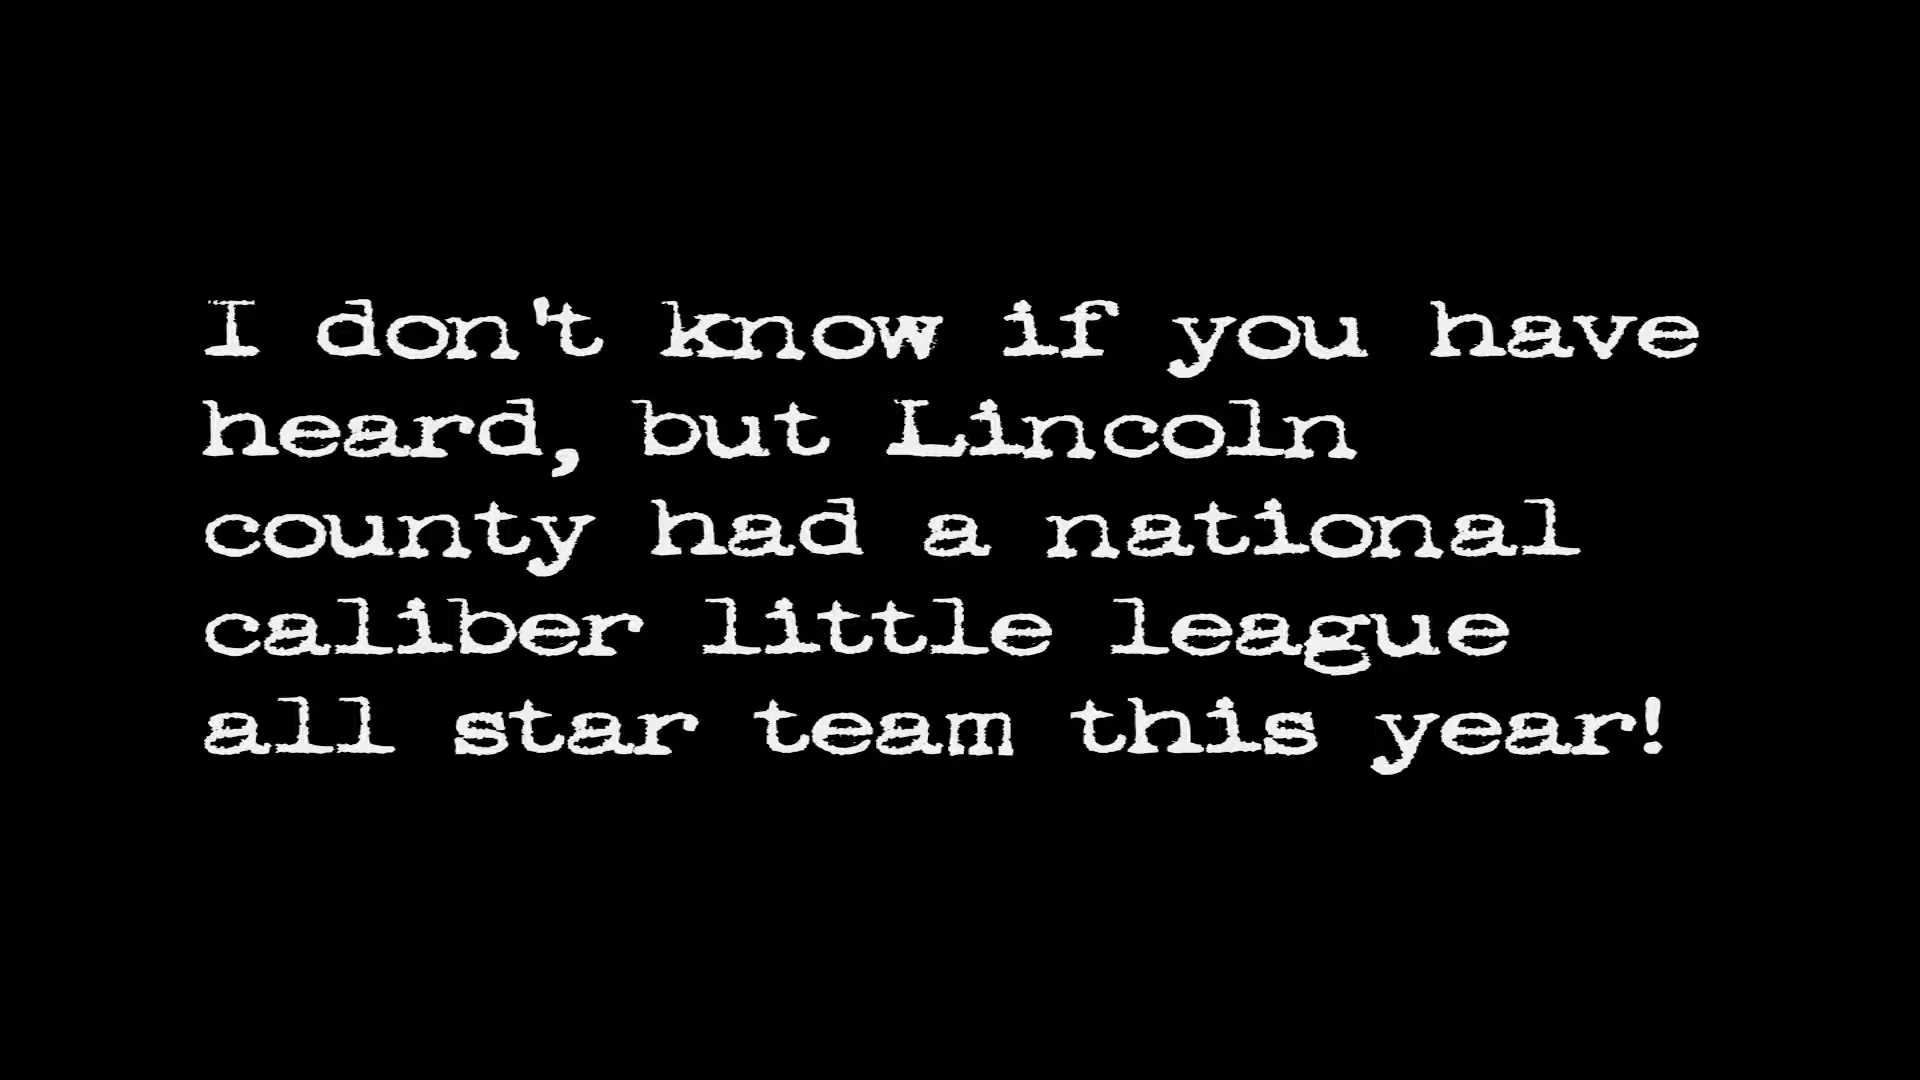 I don't know if you have
heard, but Lincoln
county had a national
caliber little league
all star team this year!